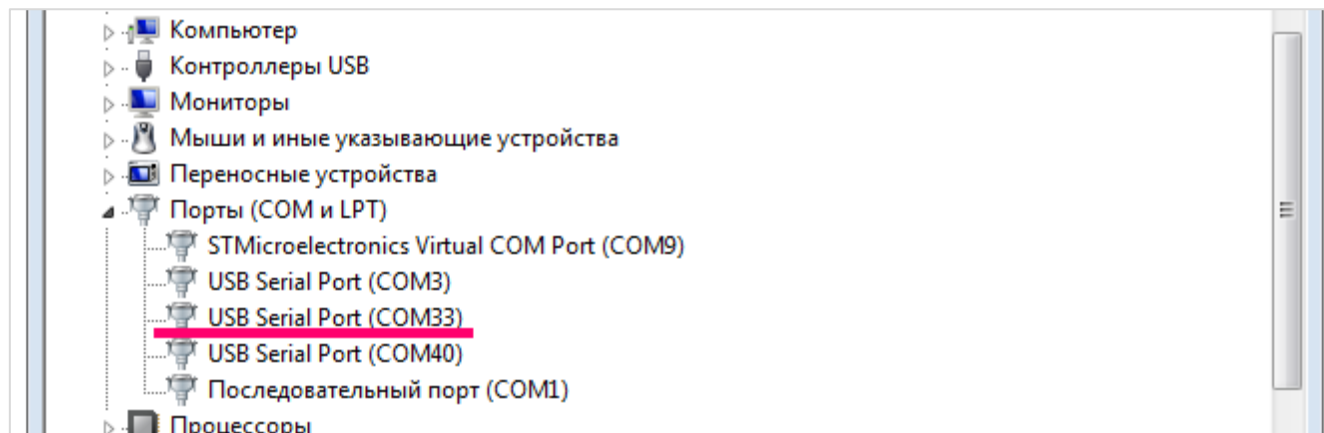 Компьютер
Контроллеры USB
Мониторы
Мыши и иные указывающие устройства
Переносные устройства
Порты (COM и LPT)
STMicroelectronics Virtual COM Port (COM9)
USB Serial Port (COM3)
USB Serial Port (COM33)
USB Serial Port (COM40)
Последовательный порт (COM1)
Процессоры